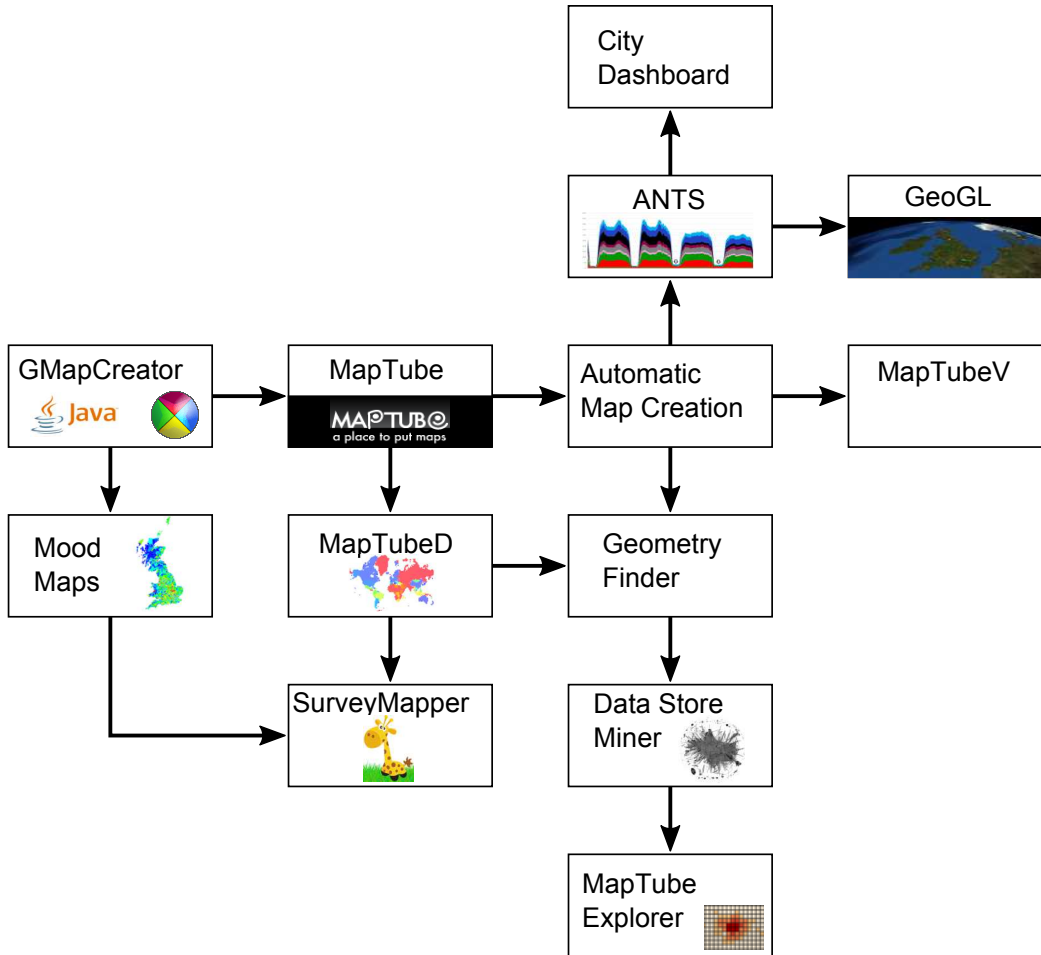 City
Dashboard
ANTS
GeoGL
GMapCreator
Java
MapTube
MAPTUBE
a place to put maps
Automatic
Map Creation
MapTubeV
Mood
Maps
MapTubeD
Geometry
Finder
SurveyMapper
Data Store
Miner
MapTube
Explorer